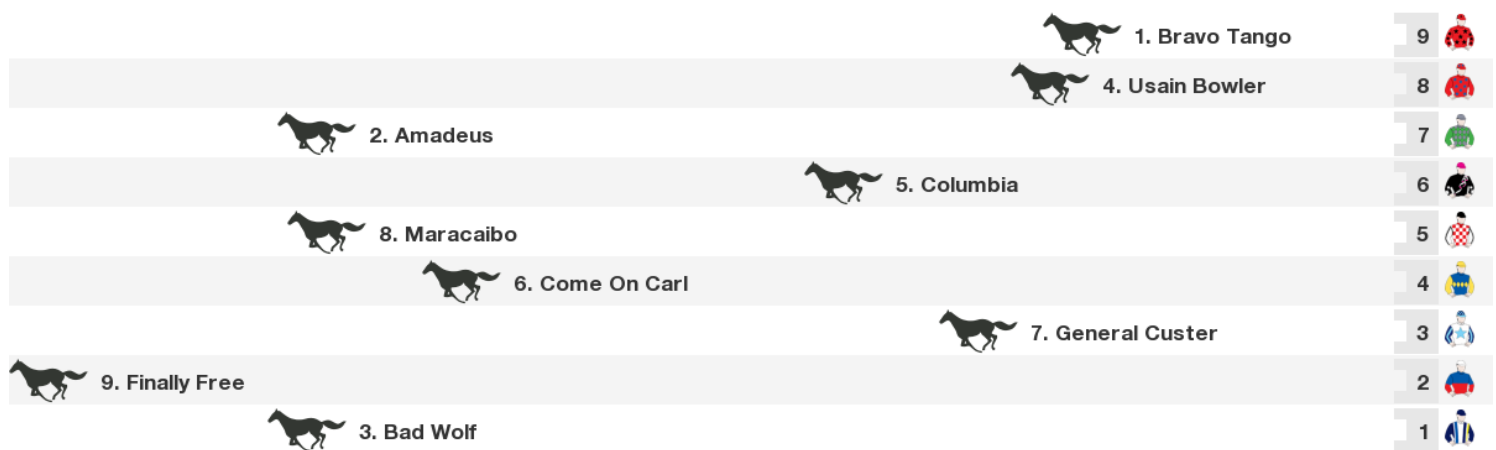 1. Bravo Tango 9
4. Usain Bowler 8
2. Amadeus 7
5. Columbia 6
8. Maracaibo 5
6. Come On Carl 4
7. General Custer 3
9. Finally Free 2
3. Bad Wolf 1